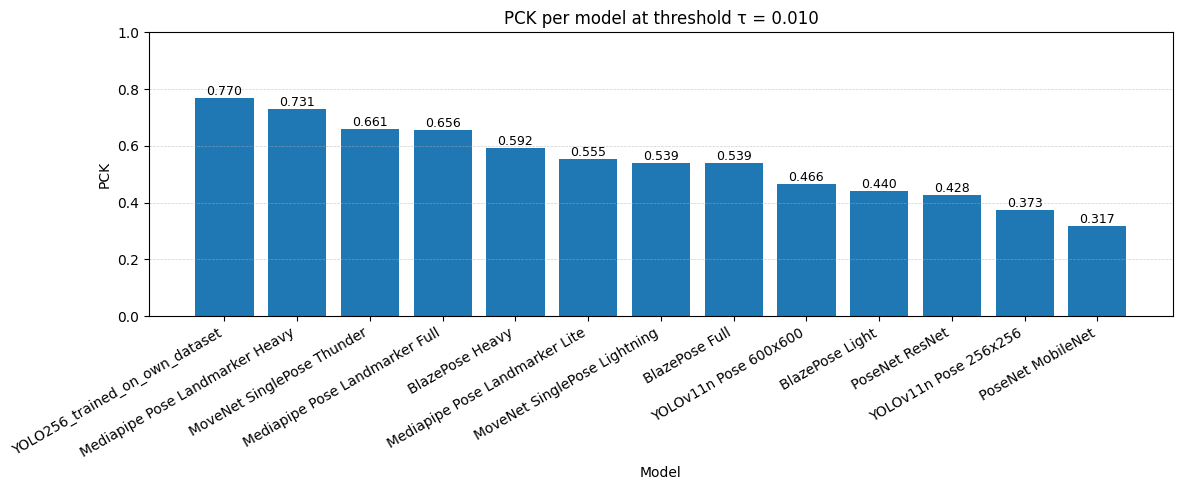 PCK per model at threshold τ = 0.010
PCK
1.0
0.8
0.6
0.4
0.2
0.0
0.770
0.731
0.661
0.656
0.592
0.555
0.539
0.539
0.466
0.440
0.428
0.373
0.317
YOLO256_trained_on_own_dataset
Mediapipe Pose Landmarker Heavy
MoveNet SinglePose Thunder
Mediapipe Pose Landmarker Full
BlazePose Heavy
Mediapipe Pose Landmarker Lite
MoveNet SinglePose Lightning
BlazePose Full
YOLOv11n Pose 600x600
BlazePose Light
PoseNet ResNet
YOLOv11n Pose 256x256
PoseNet MobileNet
Model